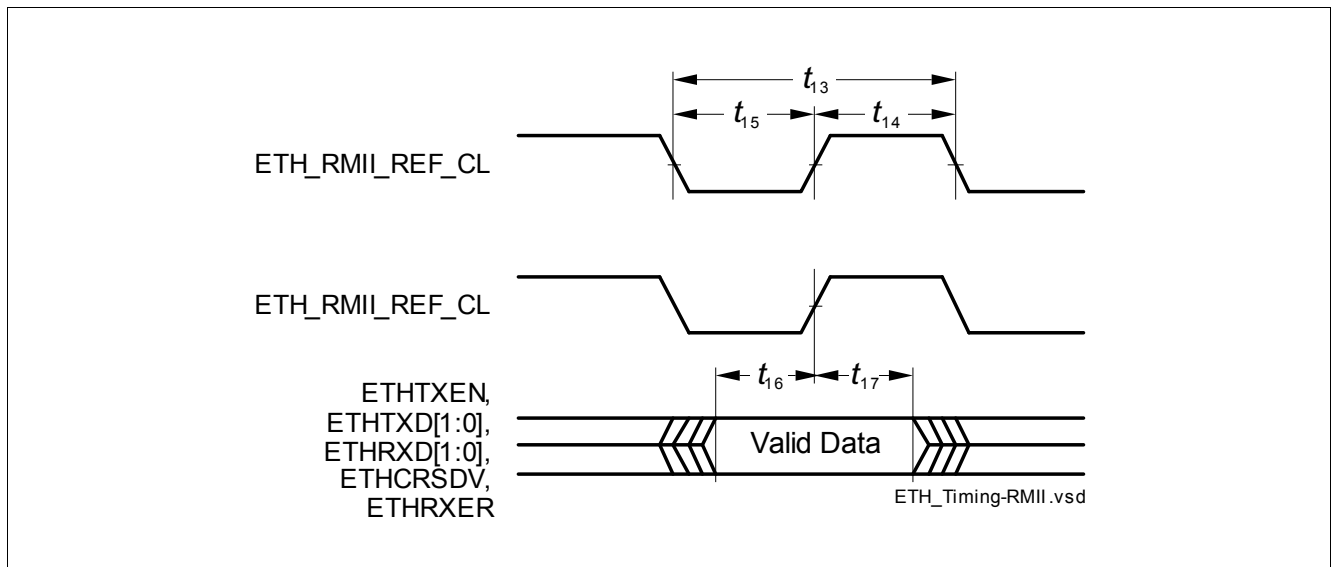 t13
t15
t14
ETH_RMII_REF_CL
ETH_RMII_REF_CL
t16
t17
ETHTXEN,
ETHTXD[1:0],
ETHRXD[1:0],
ETHCRSDV,
ETHRXER
Valid Data
ETH_Timing-RMII.vsd